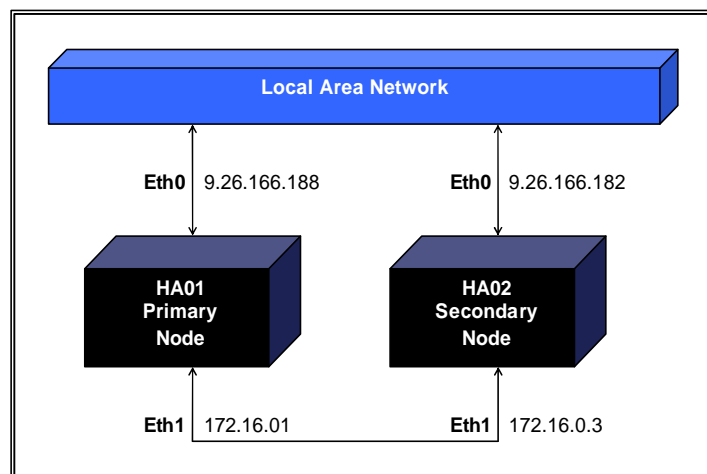 Local Area Network
Eth0 9.26.166.188
Eth0 9.26.166.182
HA01
Primary
Node
HA02
Secondary
Node
Eth1 172.16.01
Eth1 172.16.0.3